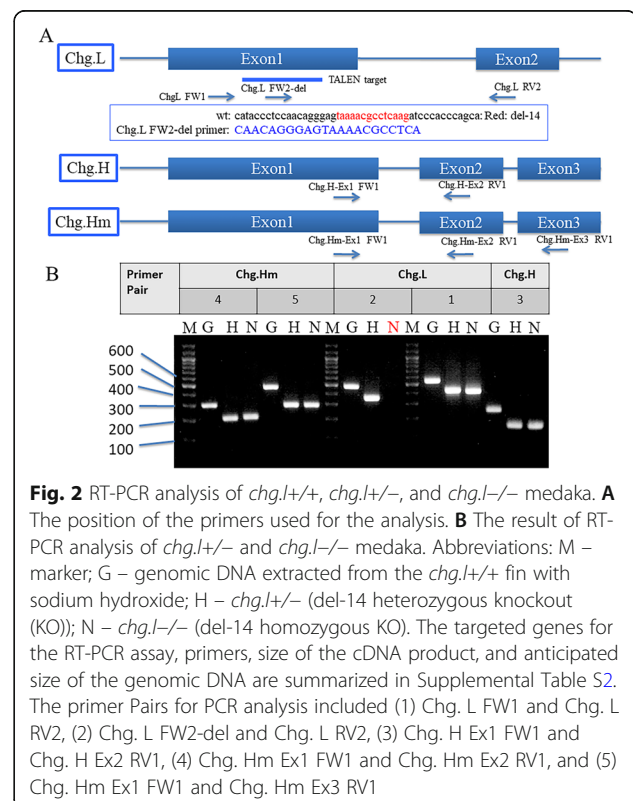 A
Chg.L
Exon1
Exon2
TALEN target
ChgL FW1
Chg.L FW2-del
Chg.L RV2
wt: cataccctccaacagggagtaaaacgcctcaagatcccacccagca: Red: del-14
Chg.L FW2-del primer: CAACAGGGAGTAAAACGCCTCA
Chg.H
Exon1
Exon2
Exon3
Chg.H-Ex1 FW1
Chg.H-Ex2 RV1
Chg.Hm
Exon1
Exon2
Exon3
Chg.Hm-Ex1 FW1
Chg.Hm-Ex2 RV1
Chg.Hm-Ex3 RV1
B
Primer Pair
Chg.Hm
Chg.L
Chg.H
4
5
2
1
3
M G H N G H N M G H N M G H N G H N
600
500
400
300
200
100
Fig. 2 RT-PCR analysis of chg.l+/+, chg.l+/−, and chg.l−/− medaka. A
The position of the primers used for the analysis. B The result of RT-
PCR analysis of chg.l+/− and chg.l−/− medaka. Abbreviations: M –
marker; G – genomic DNA extracted from the chg.l+/+ fin with
sodium hydroxide; H – chg.l+/− (del-14 heterozygous knockout
(KO)); N – chg.l−/− (del-14 homozygous KO). The targeted genes for
the RT-PCR assay, primers, size of the cDNA product, and anticipated
size of the genomic DNA are summarized in Supplemental Table S2.
The primer Pairs for PCR analysis included (1) Chg. L FW1 and Chg. L
RV2, (2) Chg. L FW2-del and Chg. L RV2, (3) Chg. H Ex1 FW1 and
Chg. H Ex2 RV1, (4) Chg. Hm Ex1 FW1 and Chg. Hm Ex2 RV1, and (5)
Chg. Hm Ex1 FW1 and Chg. Hm Ex3 RV1